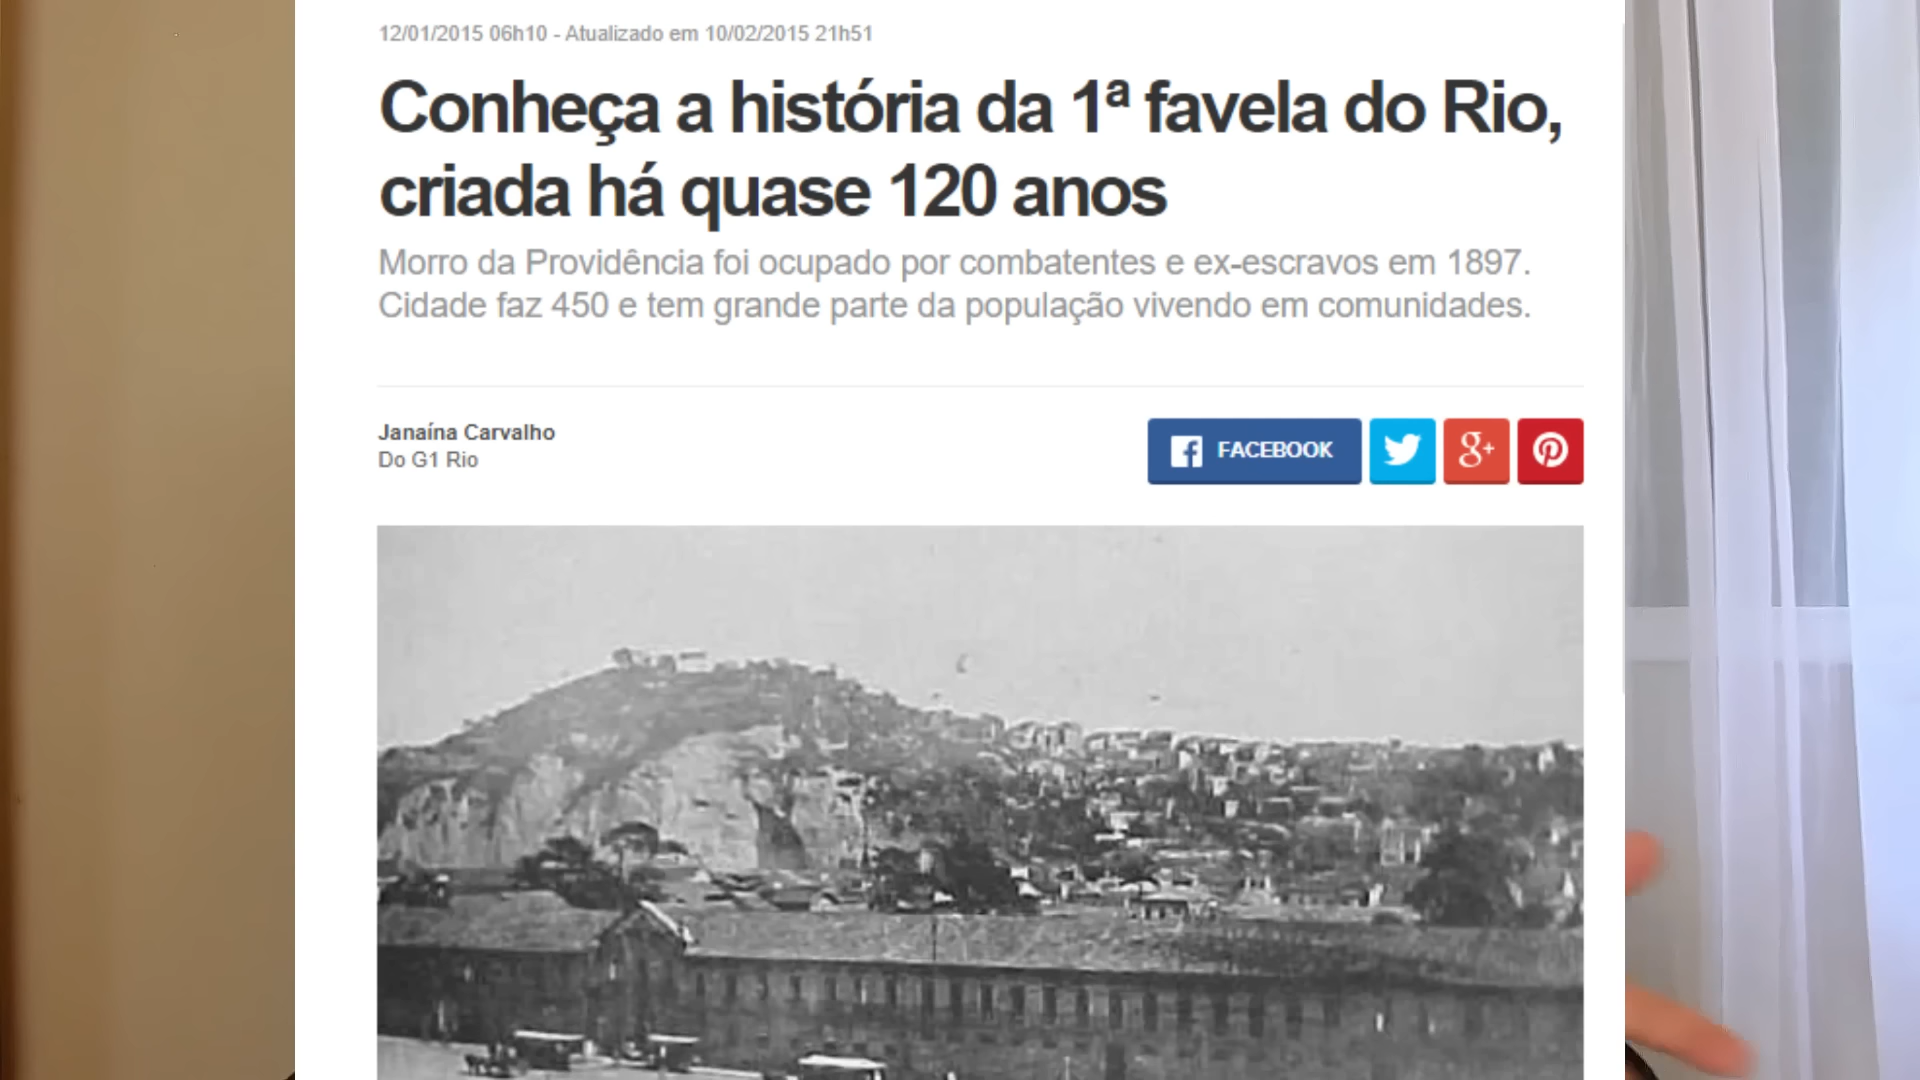 12/01/2015 06h10 - Atualizado em 10/02/2015 21h51
Conheça a história da 1ª favela do Rio,
criada há quase 120 anos
Morro da Providência foi ocupado por combatentes e ex-escravos em 1897.
Cidade faz 450 e tem grande parte da população vivendo em comunidades.
Janaína Carvalho
Do G1 Rio
FACEBOOK
g+